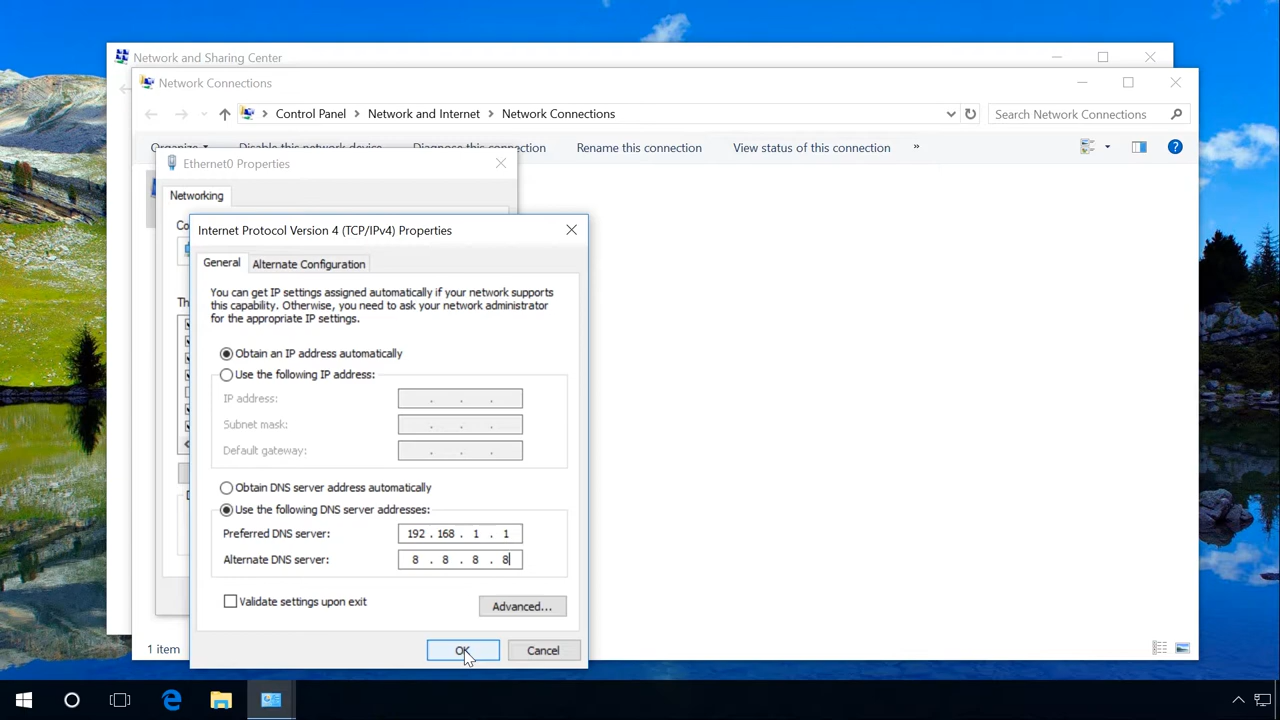 Network and Sharing Center
Network Connections
Control Panel > Network and Internet > Network Connections
Search Network Connections
Organize Disable this network device Diagnose this connection Rename this connection View status of this connection »
Ethernet0 Properties
Networking
Co
Internet Protocol Version 4 (TCP/IPv4) Properties
General Alternate Configuration
You can get IP settings assigned automatically if your network supports
this capability. Otherwise, you need to ask your network administrator
for the appropriate IP settings.
Th
Obtain an IP address automatically
Use the following IP address:
IP address: . . .
Subnet mask: . . .
Default gateway: . . .
Obtain DNS server address automatically
Use the following DNS server addresses:
Preferred DNS server: 192 . 168 . 1 . 1
Alternate DNS server: 8 . 8 . 8 . 8
Validate settings upon exit
Advanced...
OK Cancel
1 item